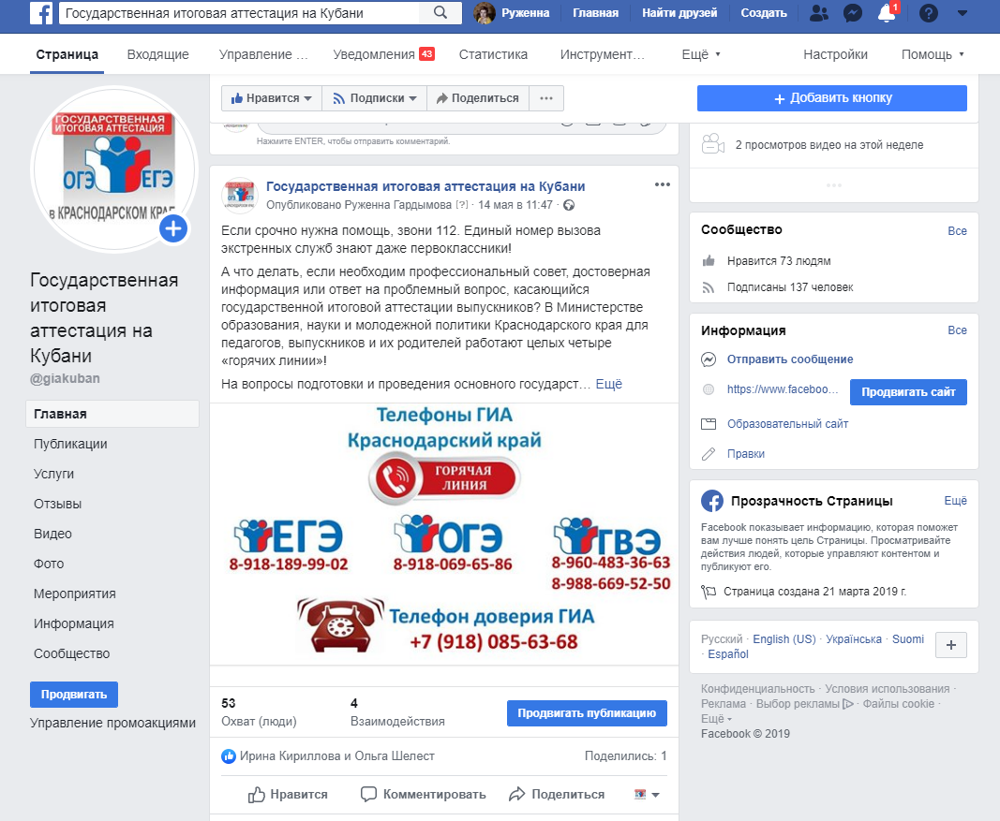 Государственная итоговая аттестация на Кубани
Руженна
Главная
Найти друзей
Создать
1
Страница
Входящие
Управление ...
Уведомления 43
Статистика
Инструмент...
Ещё
Настройки
Помощь
ГОСУДАРСТВЕННАЯ
ИТОГОВАЯ АТТЕСТАЦИЯ
ОГЭ ЕГЭ
в КРАСНОДАРСКОМ КРАЕ
Государственная
итоговая
аттестация на
Кубани
@giakuban
Главная
Публикации
Услуги
Отзывы
Видео
Фото
Мероприятия
Информация
Сообщество
Продвигать
Управление промоакциями
Нравится
Подписки
Поделиться
+ Добавить кнопку
Нажмите ENTER, чтобы отправить комментарий.
Государственная итоговая аттестация на Кубани
Опубликовано Руженна Гардымова [?] · 14 мая в 11:47 ·
Если срочно нужна помощь, звони 112. Единый номер вызова
экстренных служб знают даже первоклассники!
А что делать, если необходим профессиональный совет, достоверная
информация или ответ на проблемный вопрос, касающийся
государственной итоговой аттестации выпускников? В Министерстве
образования, науки и молодежной политики Краснодарского края для
педагогов, выпускников и их родителей работают целых четыре
«горячих линии»!
На вопросы подготовки и проведения основного государст... Ещё
Телефоны ГИА
Краснодарский край
ГОРЯЧАЯ
ЛИНИЯ
ЕГЭ
8-918-189-99-02
ОГЭ
8-918-069-65-86
ГВЭ
8-960-483-36-63
8-988-669-52-50
Телефон доверия ГИА
+7 (918) 085-63-68
53
Охват (люди)
4
Взаимодействия
Продвигать публикацию
Ирина Кириллова и Ольга Шелест
Поделились: 1
Нравится
Комментировать
Поделиться
2 просмотров видео на этой неделе
Сообщество
Все
Нравится 73 людям
Подписаны 137 человек
Информация
Все
Отправить сообщение
https://www.faceboo...
Продвигать сайт
Образовательный сайт
Правки
Прозрачность Страницы
Ещё
Facebook показывает информацию, которая поможет
вам лучше понять цель Страницы. Просматривайте
действия людей, которые управляют контентом и
публикуют его.
Страница создана 21 марта 2019 г.
Русский · English (US) · Українська · Suomi
· Español
Конфиденциальность · Условия использования ·
Реклама · Выбор рекламы · Файлы cookie ·
Ещё
Facebook © 2019